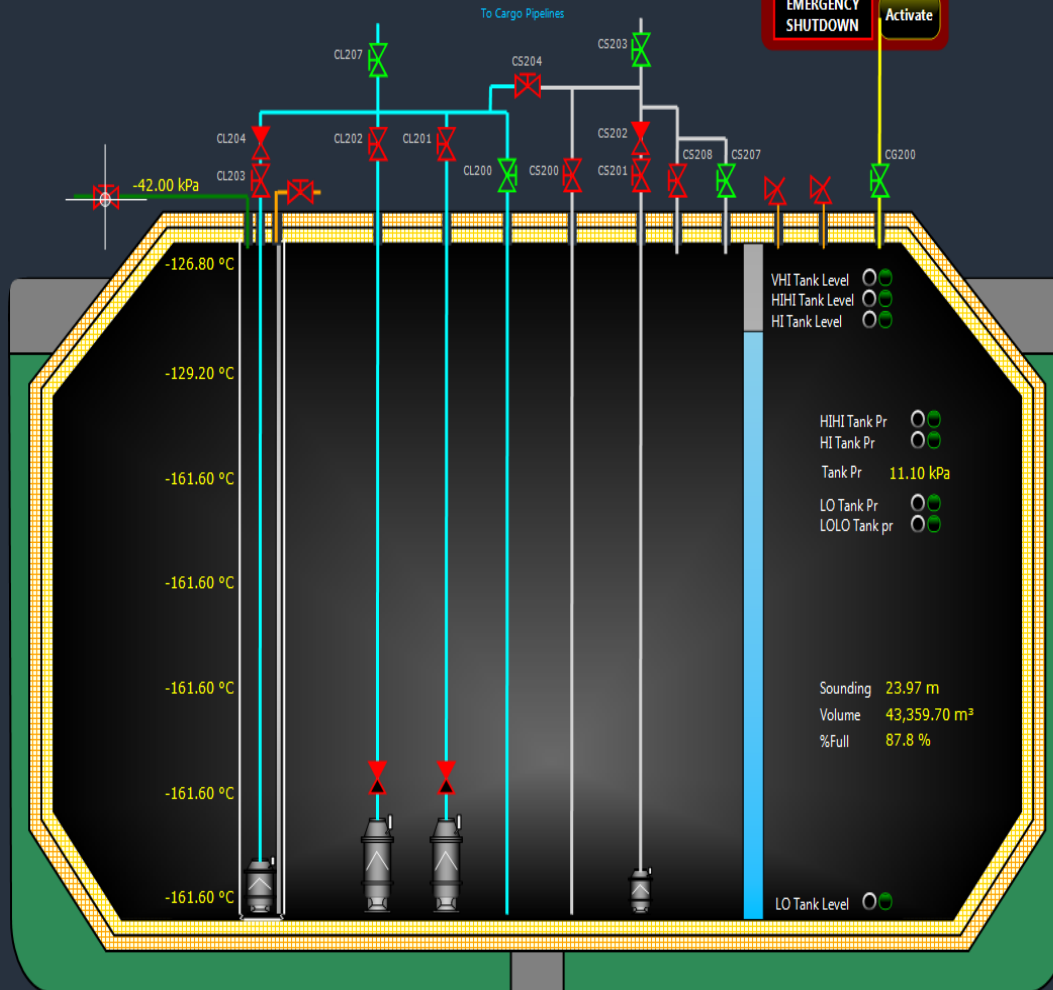 To Cargo Pipelines
EMERGENCY
SHUTDOWN
Activate
CL207
CS203
CS204
CL204
CL202
CL201
CS202
CL203
CL200
CS200
CS201
CS208
CS207
CG200
-42.00 kPa
-126.80 °C
VHI Tank Level
HIHI Tank Level
HI Tank Level
-129.20 °C
HIHI Tank Pr
HI Tank Pr
-161.60 °C
Tank Pr 11.10 kPa
LO Tank Pr
LOLO Tank pr
-161.60 °C
-161.60 °C
Sounding 23.97 m
Volume 43,359.70 m³
%Full 87.8 %
-161.60 °C
-161.60 °C
LO Tank Level